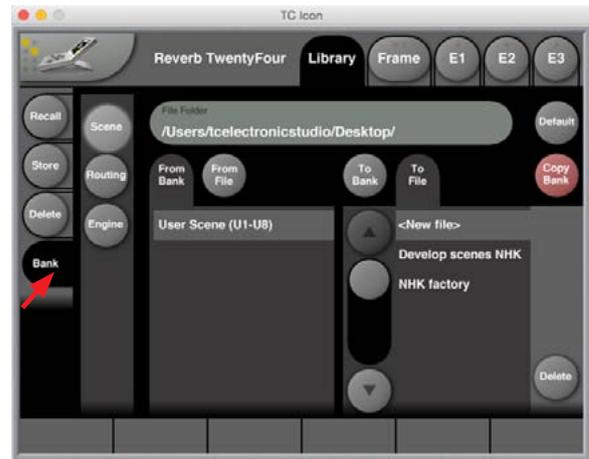 TC Icon
Reverb TwentyFour
Library
Frame
E1
E2
E3
Recall
Store
Delete
Bank
Scene
Routing
Engine
File Folder
/Users/tcelectronicstudio/Desktop/
Default
From
Bank
From
File
To
Bank
To
File
Copy
Bank
User Scene (U1-U8)
<New file>
Develop scenes NHK
NHK factory
Delete